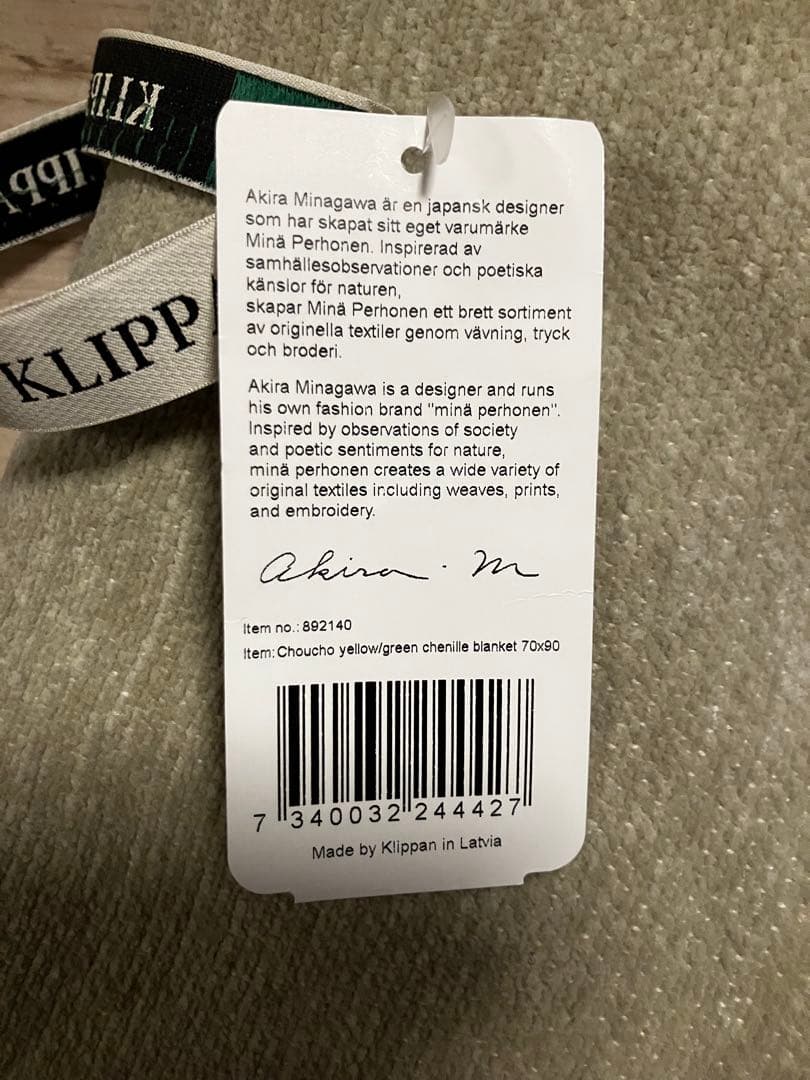 KLIPP
KLIPP
KLIPP
Akira Minagawa är en japansk designer
som har skapat sitt eget varumärke
Minä Perhonen. Inspirerad av
samhällesobservationer och poetiska
känslor för naturen,
skapar Minä Perhonen ett brett sortiment
av originella textiler genom vävning, tryck
och broderi.
Akira Minagawa is a designer and runs
his own fashion brand "minä perhonen".
Inspired by observations of society
and poetic sentiments for nature,
minä perhonen creates a wide variety of
original textiles including weaves, prints,
and embroidery.
Akira · m
Item no.: 892140
Item: Choucho yellow/green chenille blanket 70x90
7 340032 244427
Made by Klippan in Latvia